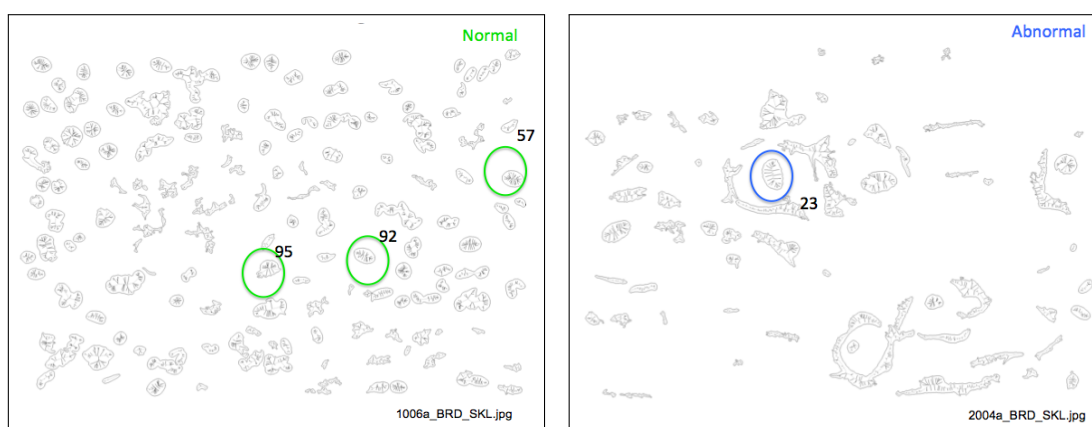 Normal
57
92
95
1006a_BRD_SKL.jpg
Abnormal
23
2004a_BRD_SKL.jpg